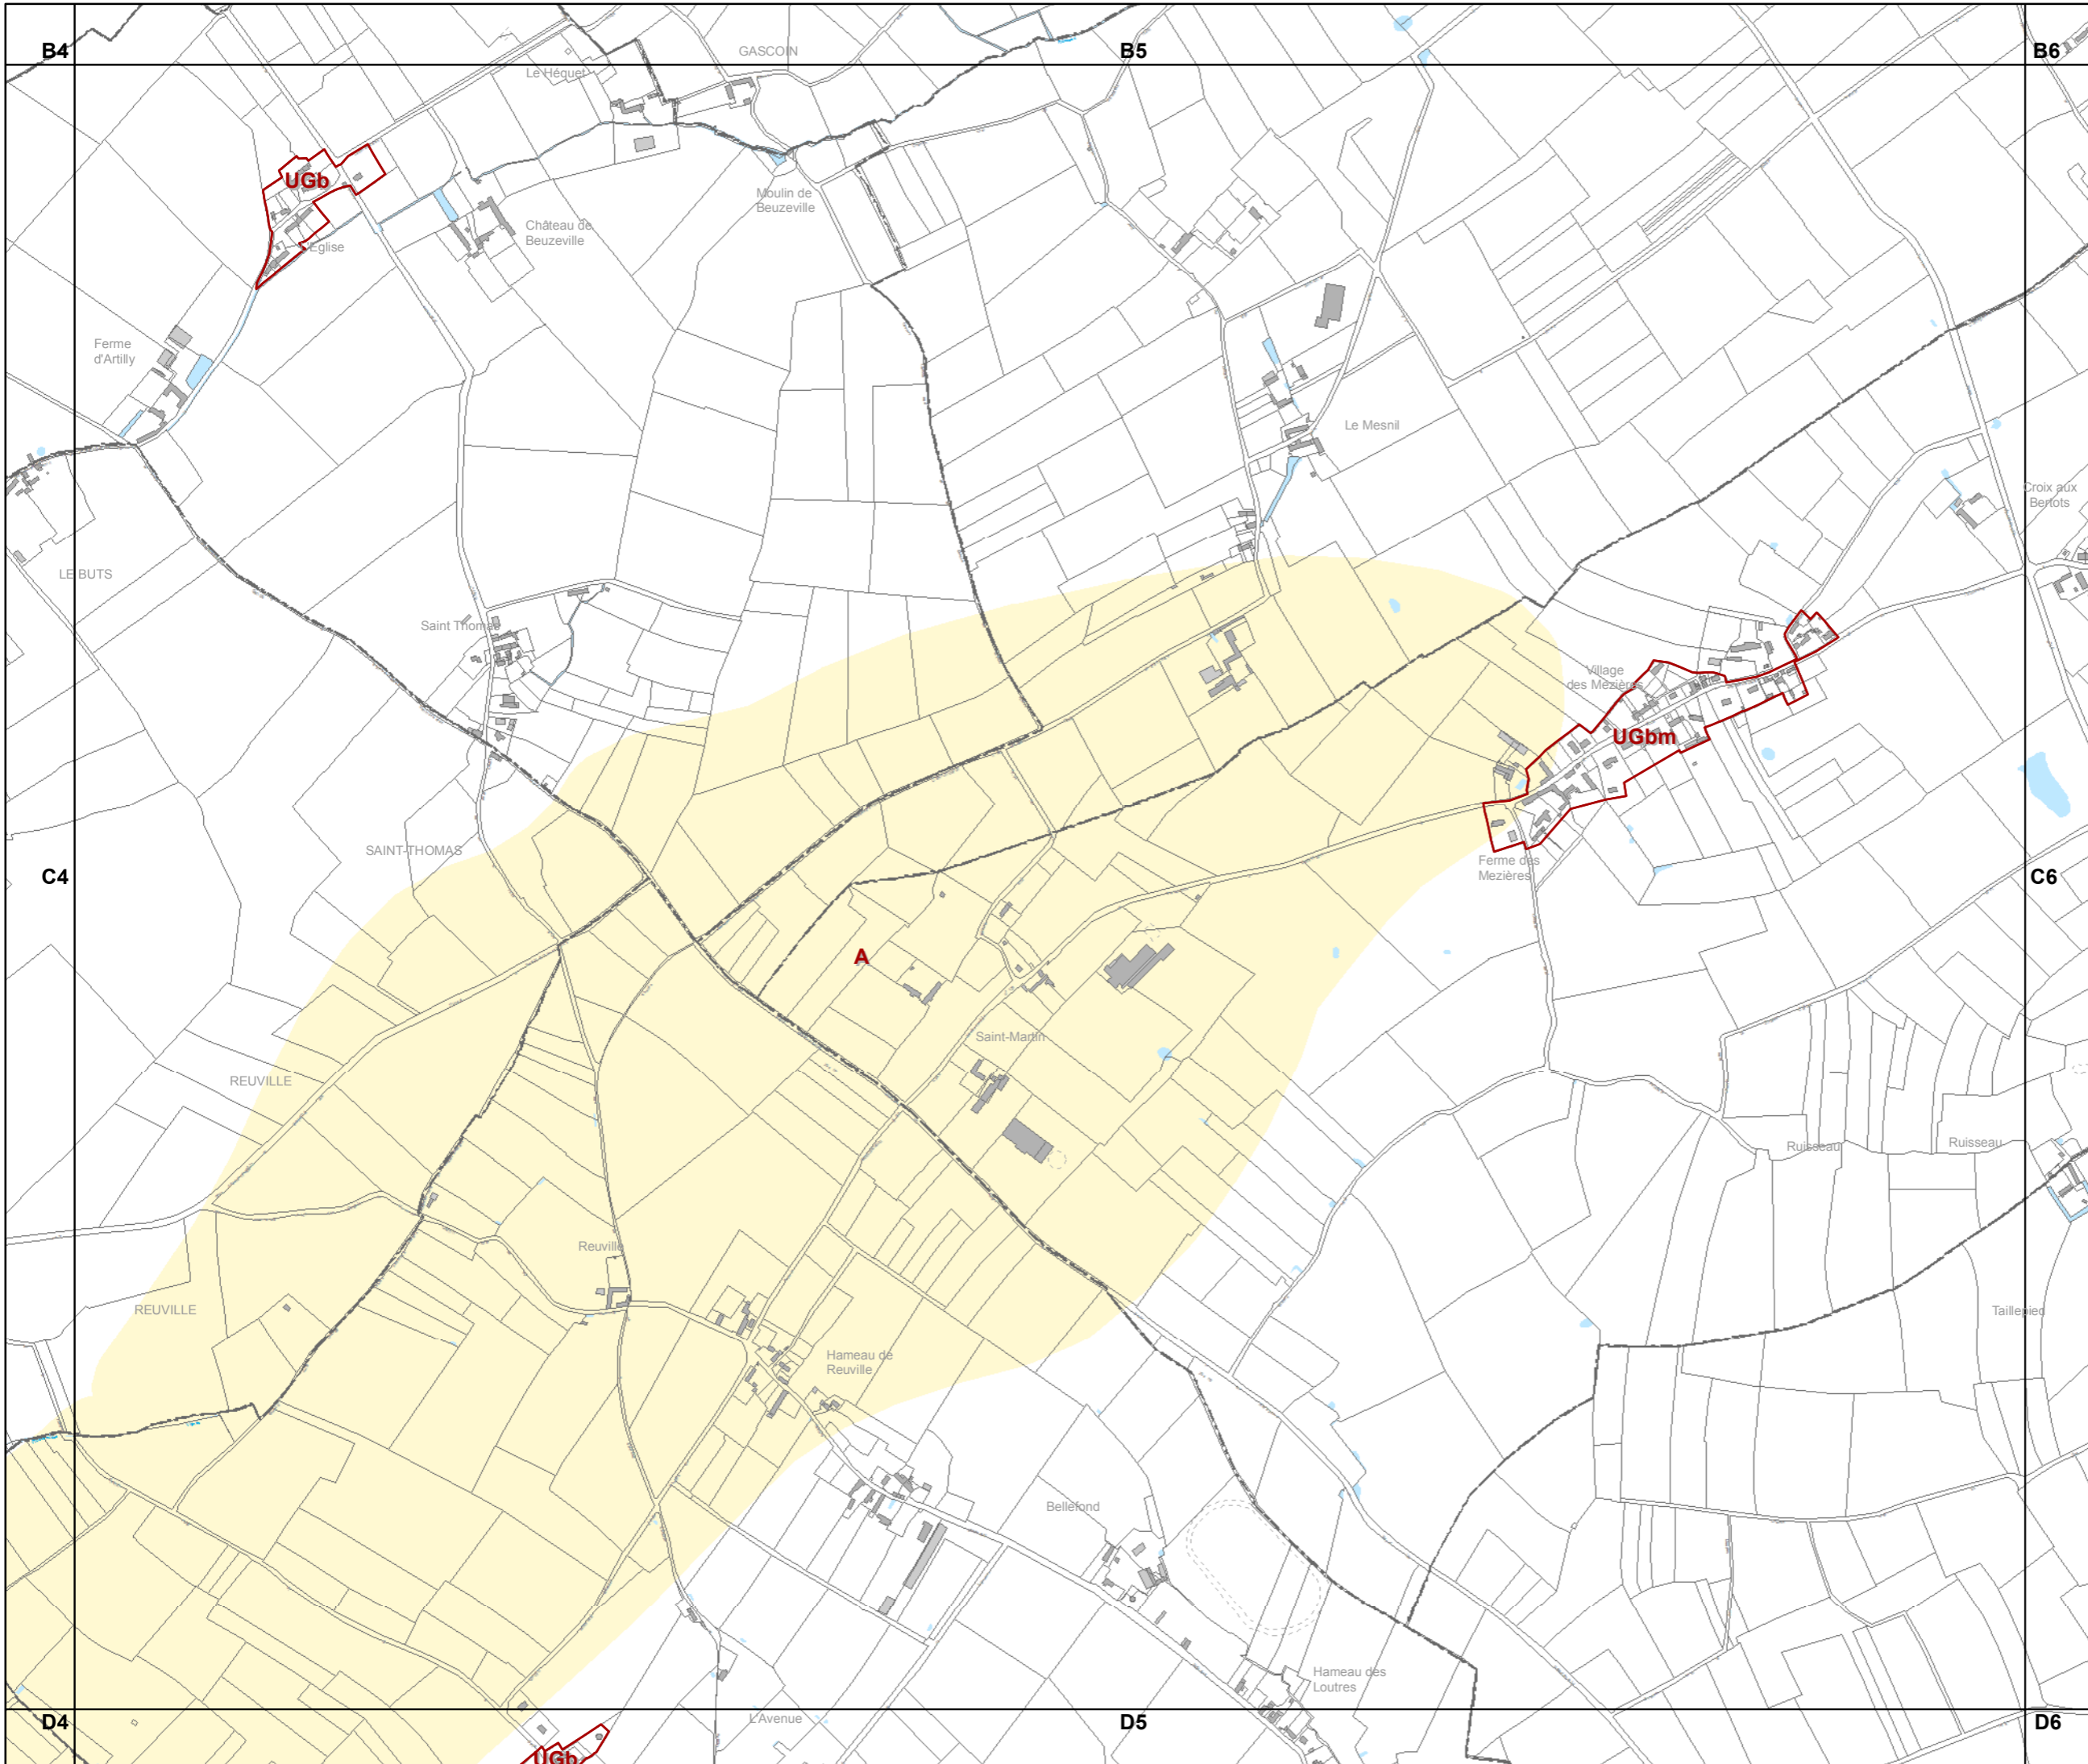 B4
B5
B6
GASCOIN
Le Héquet
UGb
Moulin de
Beuzeville
Château de
Beuzeville
Eglise
Ferme
d'Artilly
Le Mesnil
Croix aux
Bertots
LE BUTS
Saint Thomas
Village
des Mezières
UGbm
SAINT-THOMAS
Ferme des
Mezières
C4
C6
A
Saint-Martin
REUVILLE
Ruisseau
Ruisseau
Reuville
REUVILLE
Taillepied
Hameau de
Reuville
Bellefond
Hameau des
Loutres
D4
L'Avenue
D5
D6
UGb